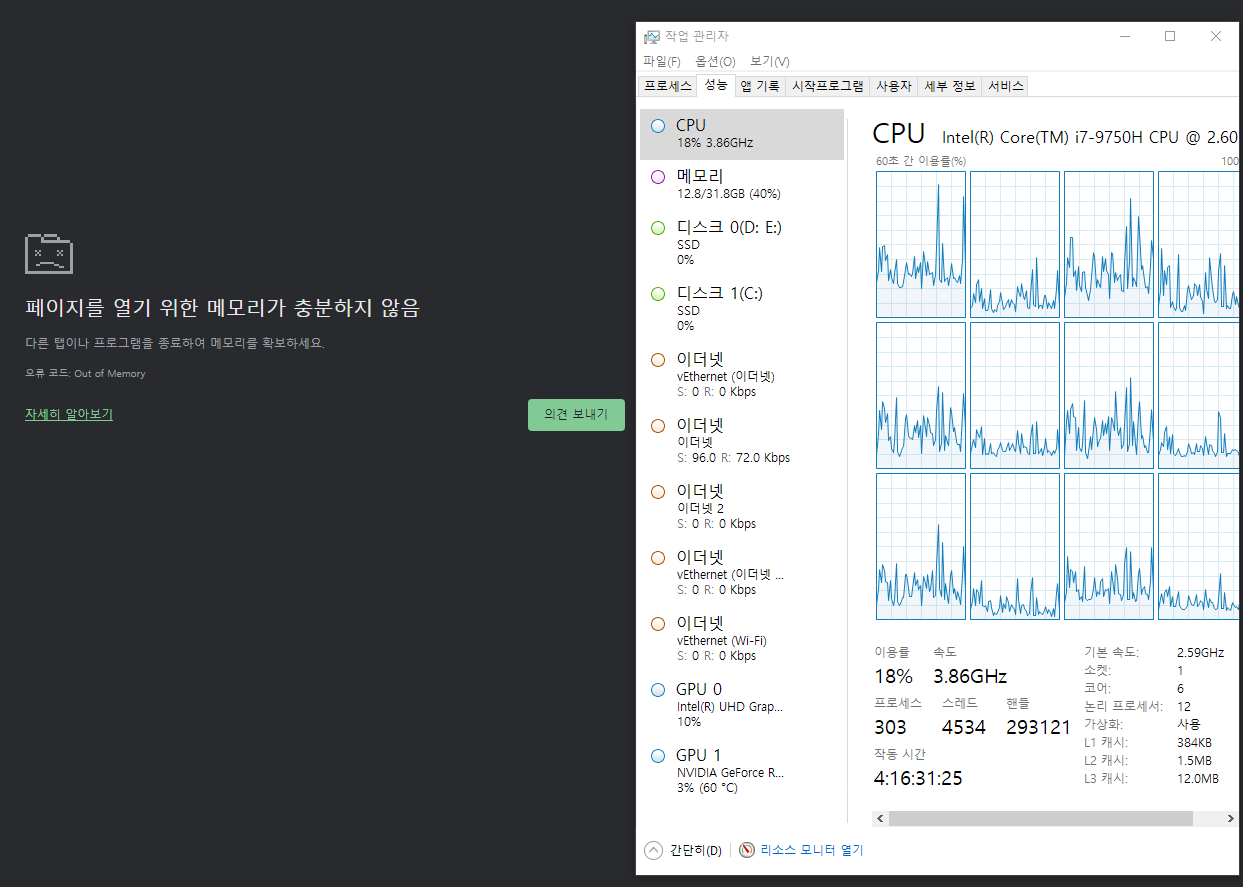 페이지를 열기 위한 메모리가 충분하지 않음
다른 탭이나 프로그램을 종료하여 메모리를 확보하세요.
오류 코드: Out of Memory
자세히 알아보기
의견 보내기
작업 관리자
파일(F) 옵션(O) 보기(V)
프로세스 성능 앱 기록 시작프로그램 사용자 세부 정보 서비스
CPU
18% 3.86GHz
메모리
12.8/31.8GB (40%)
디스크 0(D: E:)
SSD
0%
디스크 1(C:)
SSD
0%
이더넷
vEthernet (이더넷)
S: 0 R: 0 Kbps
이더넷
이더넷
S: 96.0 R: 72.0 Kbps
이더넷
이더넷 2
S: 0 R: 0 Kbps
이더넷
vEthernet (이더넷 ...
S: 0 R: 0 Kbps
이더넷
vEthernet (Wi-Fi)
S: 0 R: 0 Kbps
GPU 0
Intel(R) UHD Grap...
10%
GPU 1
NVIDIA GeForce R...
3% (60 °C)
CPU Intel(R) Core(TM) i7-9750H CPU @ 2.60
60초 간 이용률(%) 100
이용률 속도
18% 3.86GHz
프로세스 스레드 핸들
303 4534 293121
작동 시간
4:16:31:25
기본 속도: 2.59GHz
소켓: 1
코어: 6
논리 프로세서: 12
가상화: 사용
L1 캐시: 384KB
L2 캐시: 1.5MB
L3 캐시: 12.0MB
간단히(D) 리소스 모니터 열기